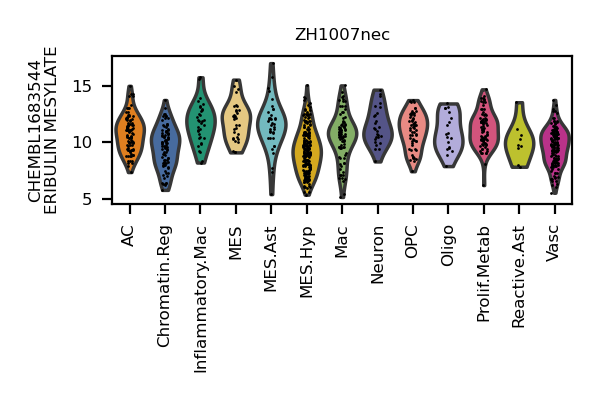 ZH1007nec
CHEMBL1683544
ERIBULIN MESYLATE
15
10
5
AC
Chromatin.Reg
Inflammatory.Mac
MES
MES.Ast
MES.Hyp
Mac
Neuron
OPC
Oligo
Prolif.Metab
Reactive.Ast
Vasc